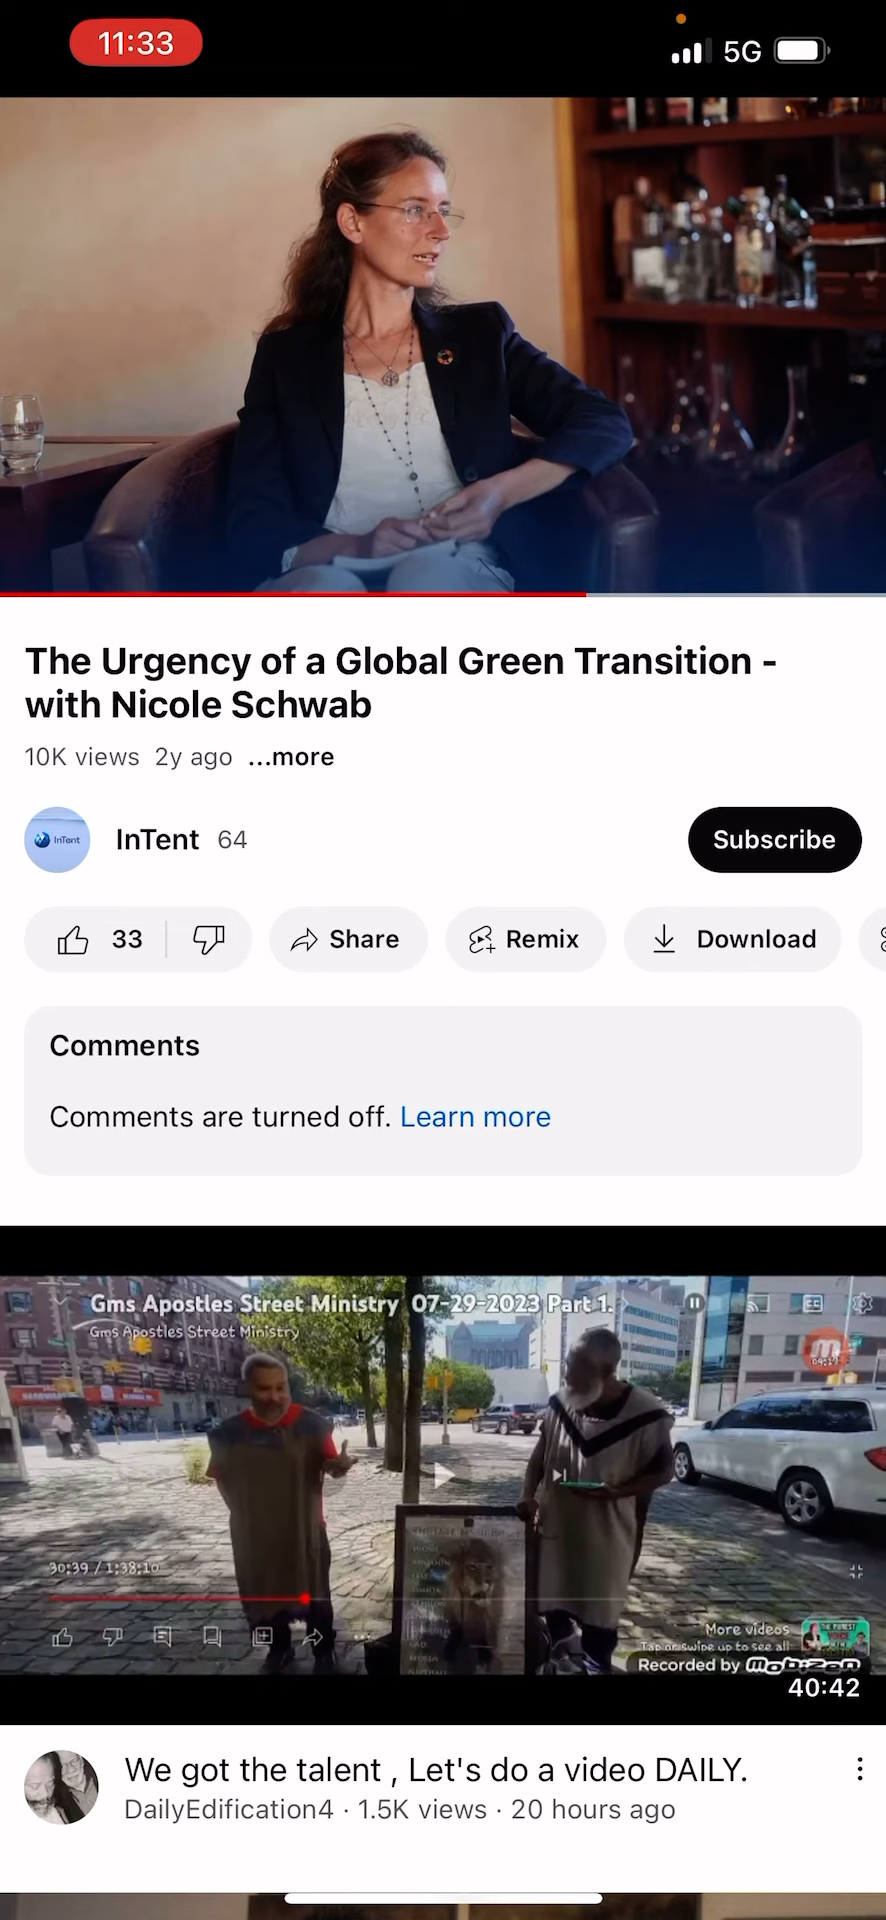 11:33
5G
The Urgency of a Global Green Transition -
with Nicole Schwab
10K views 2y ago ...more
InTent
InTent 64
Subscribe
33
Share
Remix
Download
Comments
Comments are turned off. Learn more
Gms Apostles Street Ministry 07-29-2023 Part 1.
Gms Apostles Street Ministry
CC
30:39 / 1:38:10
More videos
Tap or swipe up to see all
Recorded by Mobizen
40:42
We got the talent , Let's do a video DAILY.
DailyEdification4 · 1.5K views · 20 hours ago